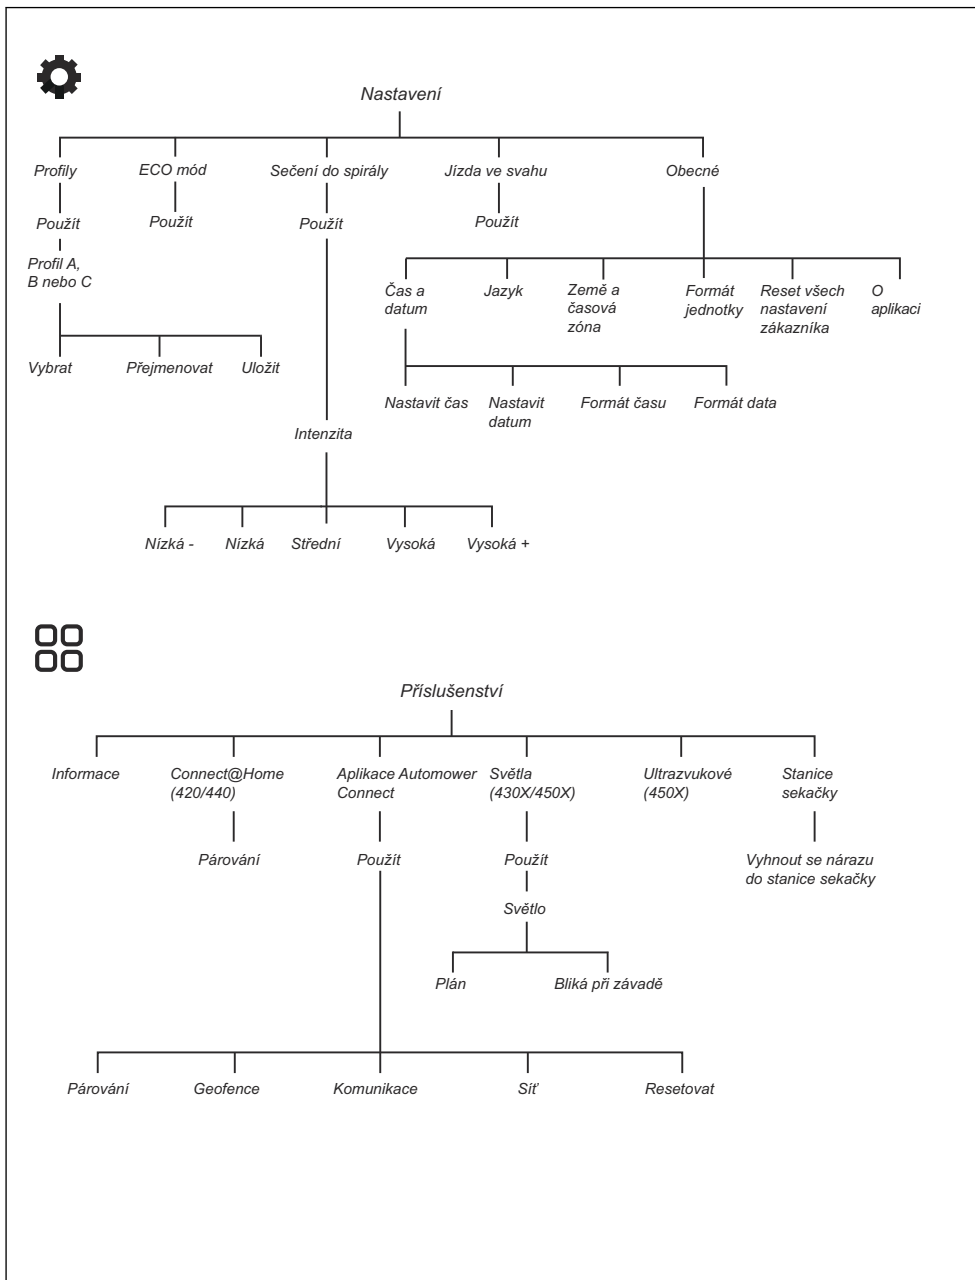 Nastavení
Profily
ECO mód
Sečení do spirály
Jízda ve svahu
Obecné
Použít
Použít
Použít
Použít
Profil A,
B nebo C
Čas a
datum
Jazyk
Země a
časová
zóna
Formát
jednotky
Reset všech
nastavení
zákazníka
O
aplikaci
Vybrat
Přejmenovat
Uložit
Nastavit čas
Nastavit
datum
Formát času
Formát data
Intenzita
Nízká -
Nízká
Střední
Vysoká
Vysoká +
Příslušenství
Informace
Connect@Home
(420/440)
Aplikace Automower
Connect
Světla
(430X/450X)
Ultrazvukové
(450X)
Stanice
sekačky
Párování
Použít
Použít
Vyhnout se nárazu
do stanice sekačky
Světlo
Plán
Bliká při závadě
Párování
Geofence
Komunikace
Síť
Resetovat